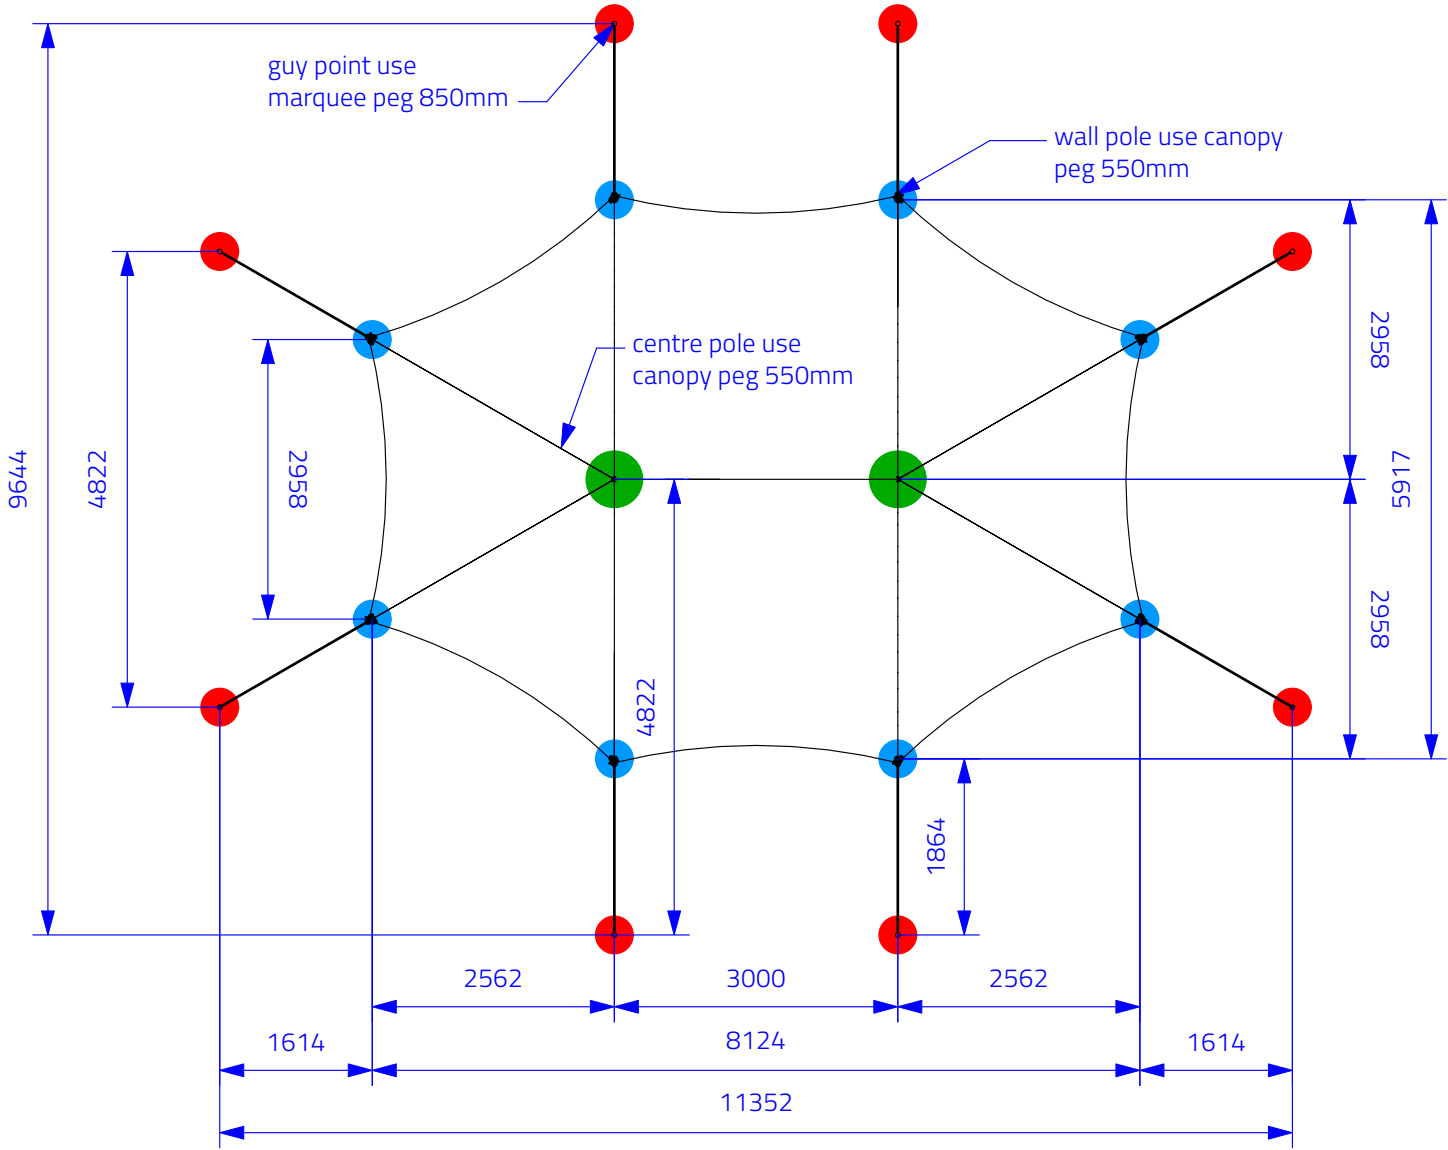 guy point use
marquee peg 850mm
wall pole use canopy
peg 550mm
centre pole use
canopy peg 550mm
9644
4822
2958
2958
5917
2958
4822
1864
2562
3000
2562
1614
8124
1614
11352